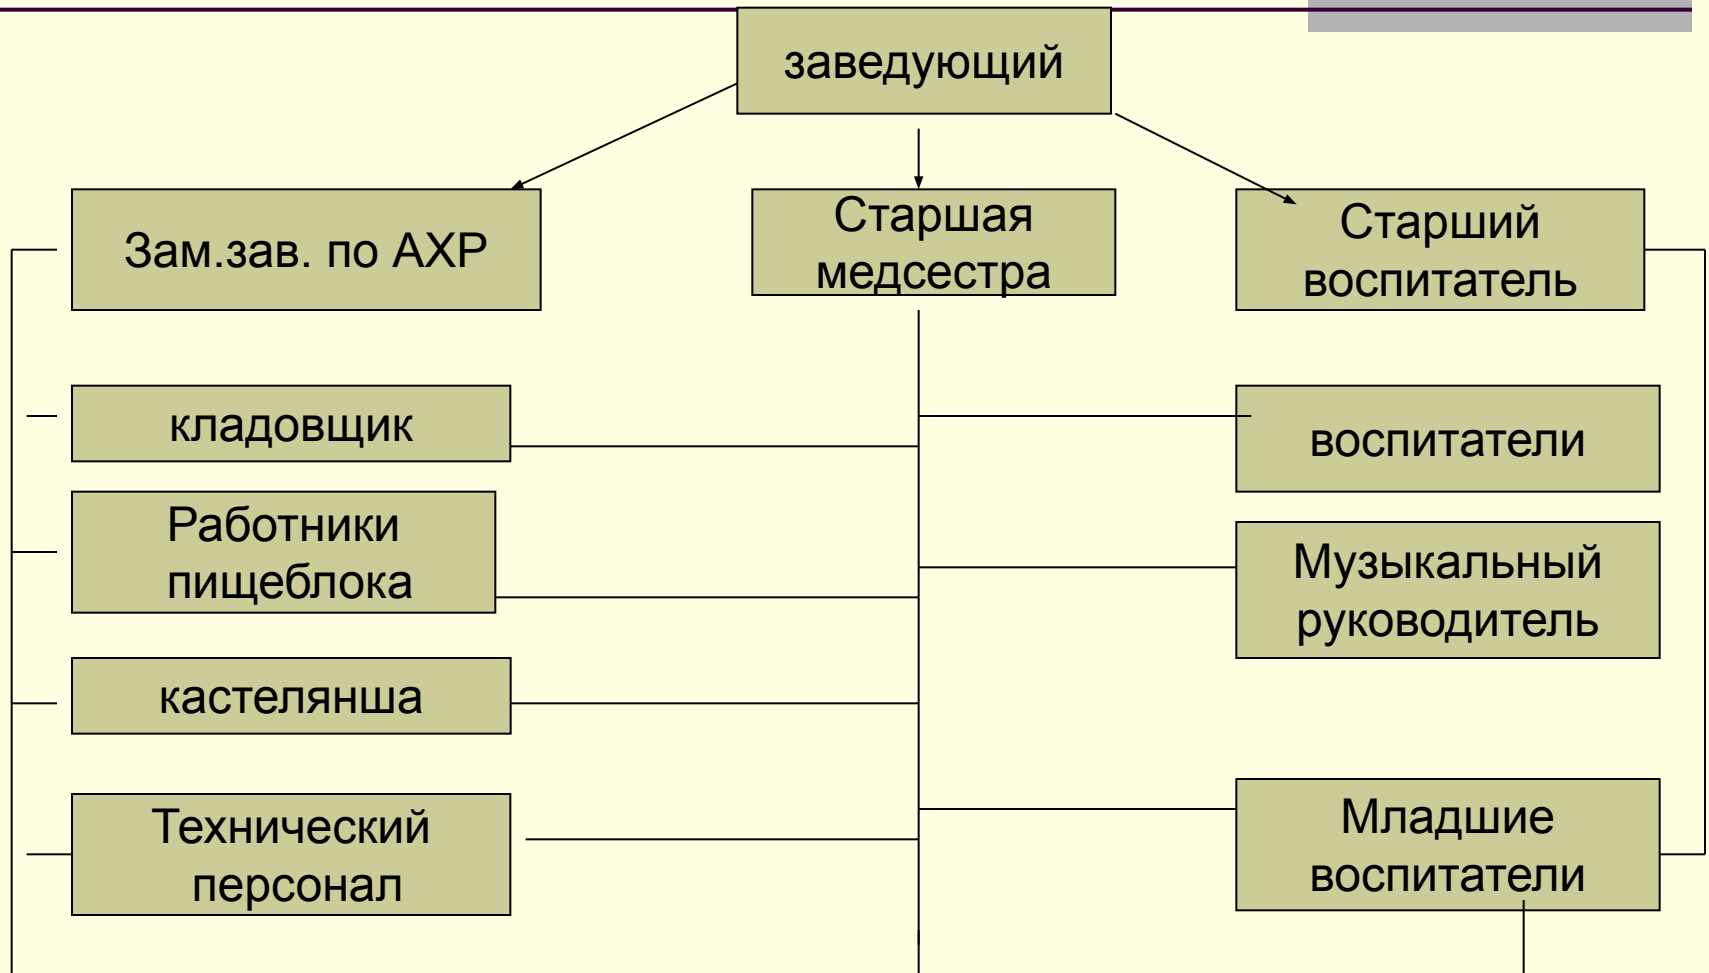 заведующий
Зам.зав. по АХР
Старшая
медсестра
Старший
воспитатель
кладовщик
воспитатели
Работники
пищеблока
Музыкальный
руководитель
кастелянша
Технический
персонал
Младшие
воспитатели